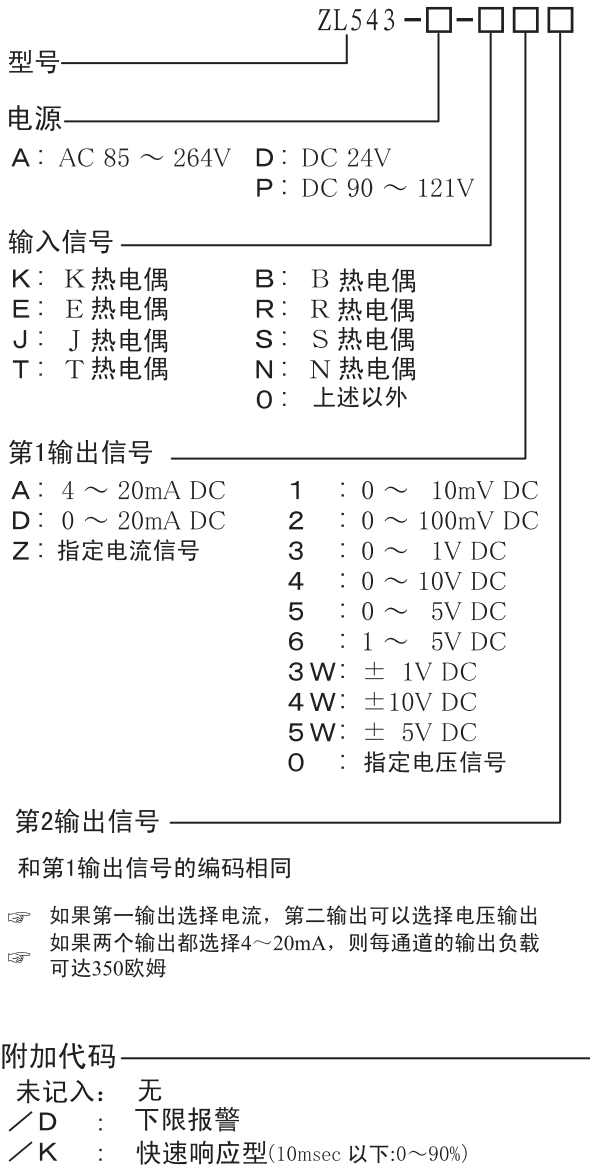 ZL543-□-□□□
型号
电源
A： AC 85 ～ 264V D： DC 24V
P： DC 90 ～ 121V
输入信号
K： K 热电偶 B： B 热电偶
E： E 热电偶 R： R 热电偶
J： J 热电偶 S： S 热电偶
T： T 热电偶 N： N 热电偶
0： 上述以外
第1输出信号
A： 4 ～ 20mA DC 1 ： 0 ～ 10mV DC
D： 0 ～ 20mA DC 2 ： 0 ～ 100mV DC
Z： 指定电流信号 3 ： 0 ～ 1V DC
4 ： 0 ～ 10V DC
5 ： 0 ～ 5V DC
6 ： 1 ～ 5V DC
3W： ± 1V DC
4W： ±10V DC
5W： ± 5V DC
0 ： 指定电压信号
第2输出信号
和第1输出信号的编码相同
☞ 如果第一输出选择电流，第二输出可以选择电压输出
☞ 如果两个输出都选择4～20mA，则每通道的输出负载
可达350欧姆
附加代码
未记入： 无
／D ： 下限报警
／K ： 快速响应型(10msec 以下:0～90%)